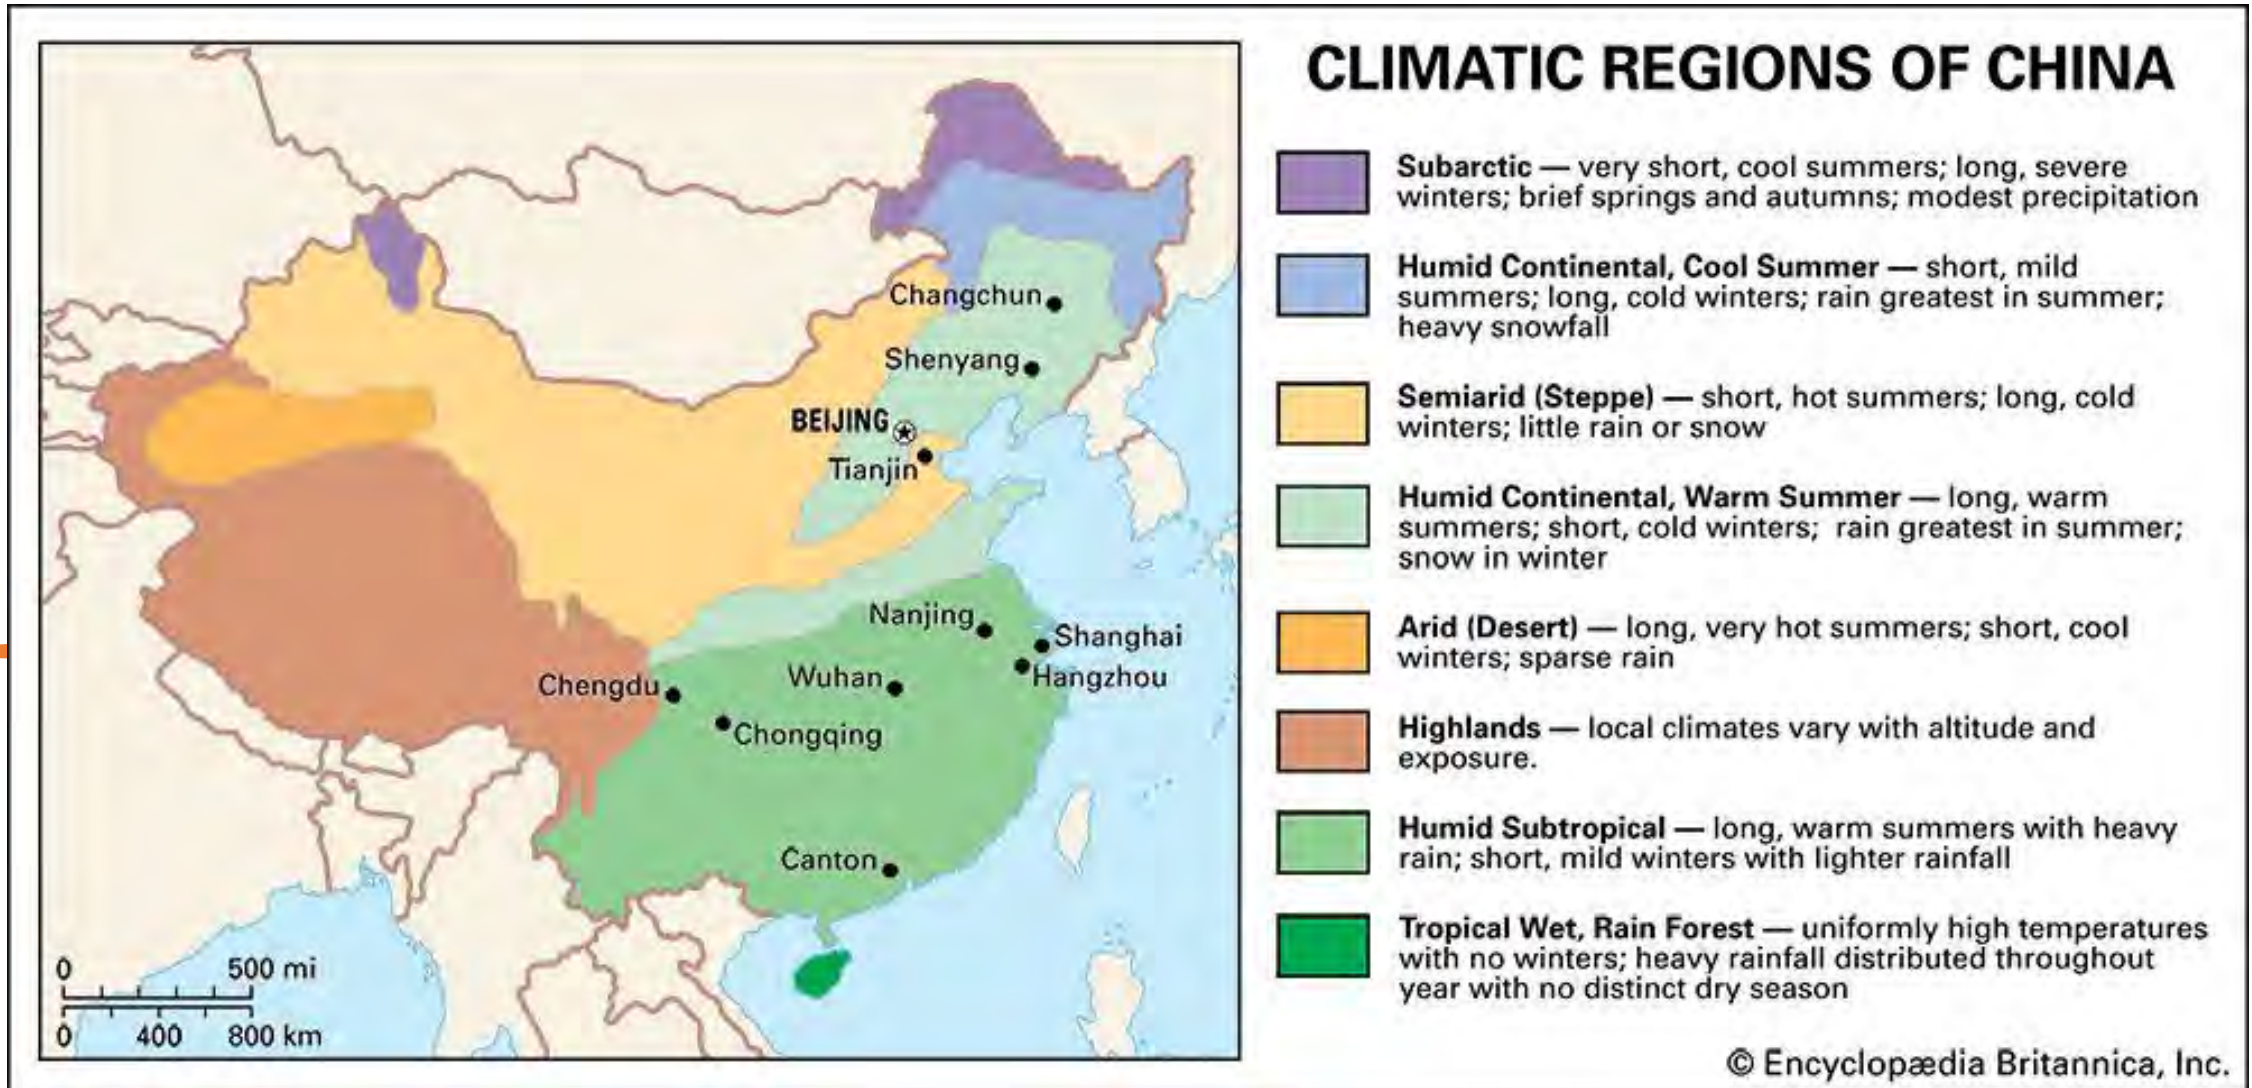 CLIMATIC REGIONS OF CHINA
Subarctic — very short, cool summers; long, severe
winters; brief springs and autumns; modest precipitation
Humid Continental, Cool Summer — short, mild
summers; long, cold winters; rain greatest in summer;
heavy snowfall
Semiarid (Steppe) — short, hot summers; long, cold
winters; little rain or snow
Humid Continental, Warm Summer — long, warm
summers; short, cold winters; rain greatest in summer;
snow in winter
Arid (Desert) — long, very hot summers; short, cool
winters; sparse rain
Highlands — local climates vary with altitude and
exposure.
Humid Subtropical — long, warm summers with heavy
rain; short, mild winters with lighter rainfall
Tropical Wet, Rain Forest — uniformly high temperatures
with no winters; heavy rainfall distributed throughout
year with no distinct dry season
Changchun
Shenyang
BEIJING
Tianjin
Nanjing
Shanghai
Hangzhou
Wuhan
Chengdu
Chongqing
Canton
0 500 mi
0 400 800 km
© Encyclopædia Britannica, Inc.